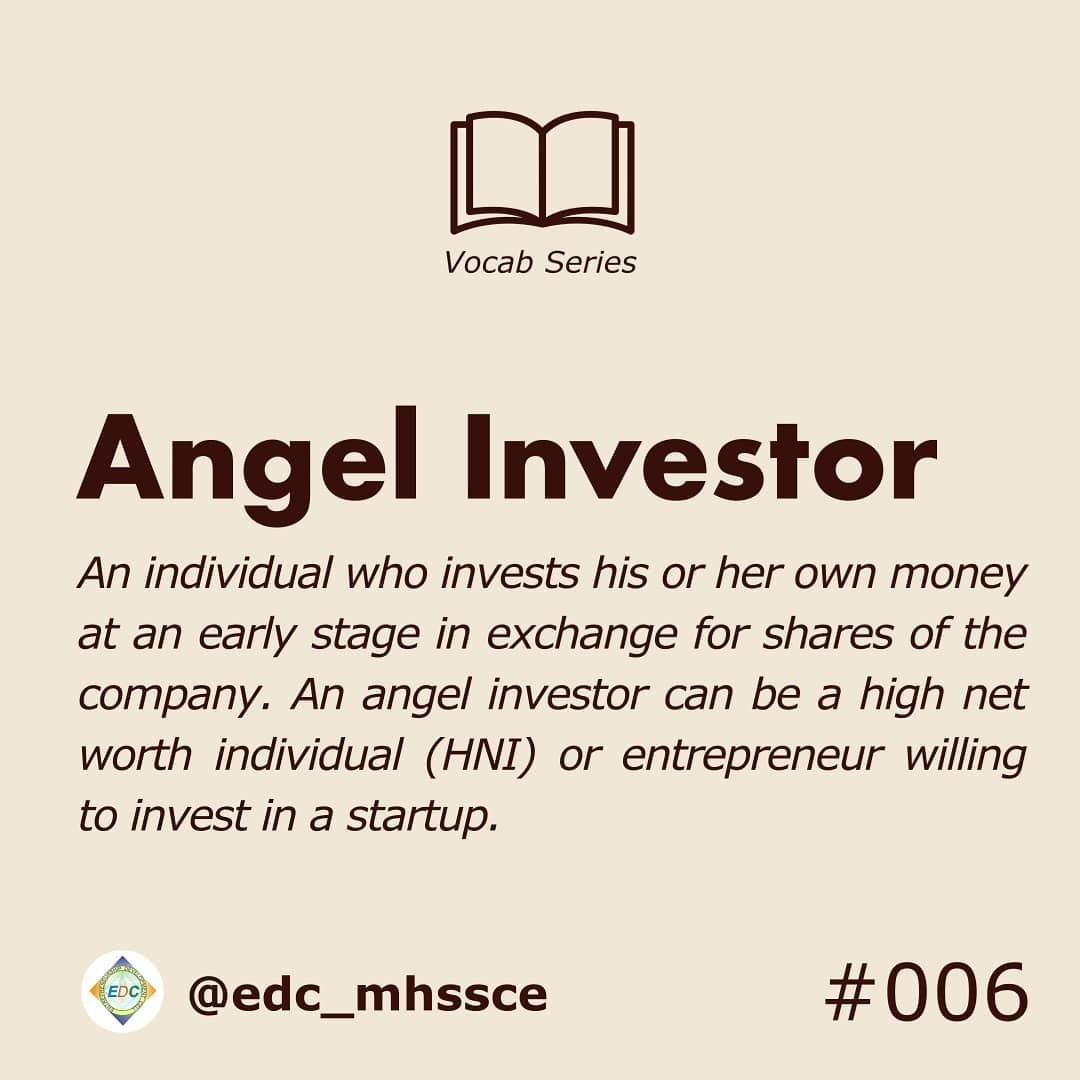 Vocab Series
Angel Investor
An individual who invests his or her own money
at an early stage in exchange for shares of the
company. An angel investor can be a high net
worth individual (HNI) or entrepreneur willing
to invest in a startup.
EDC
@edc_mhssce
#006